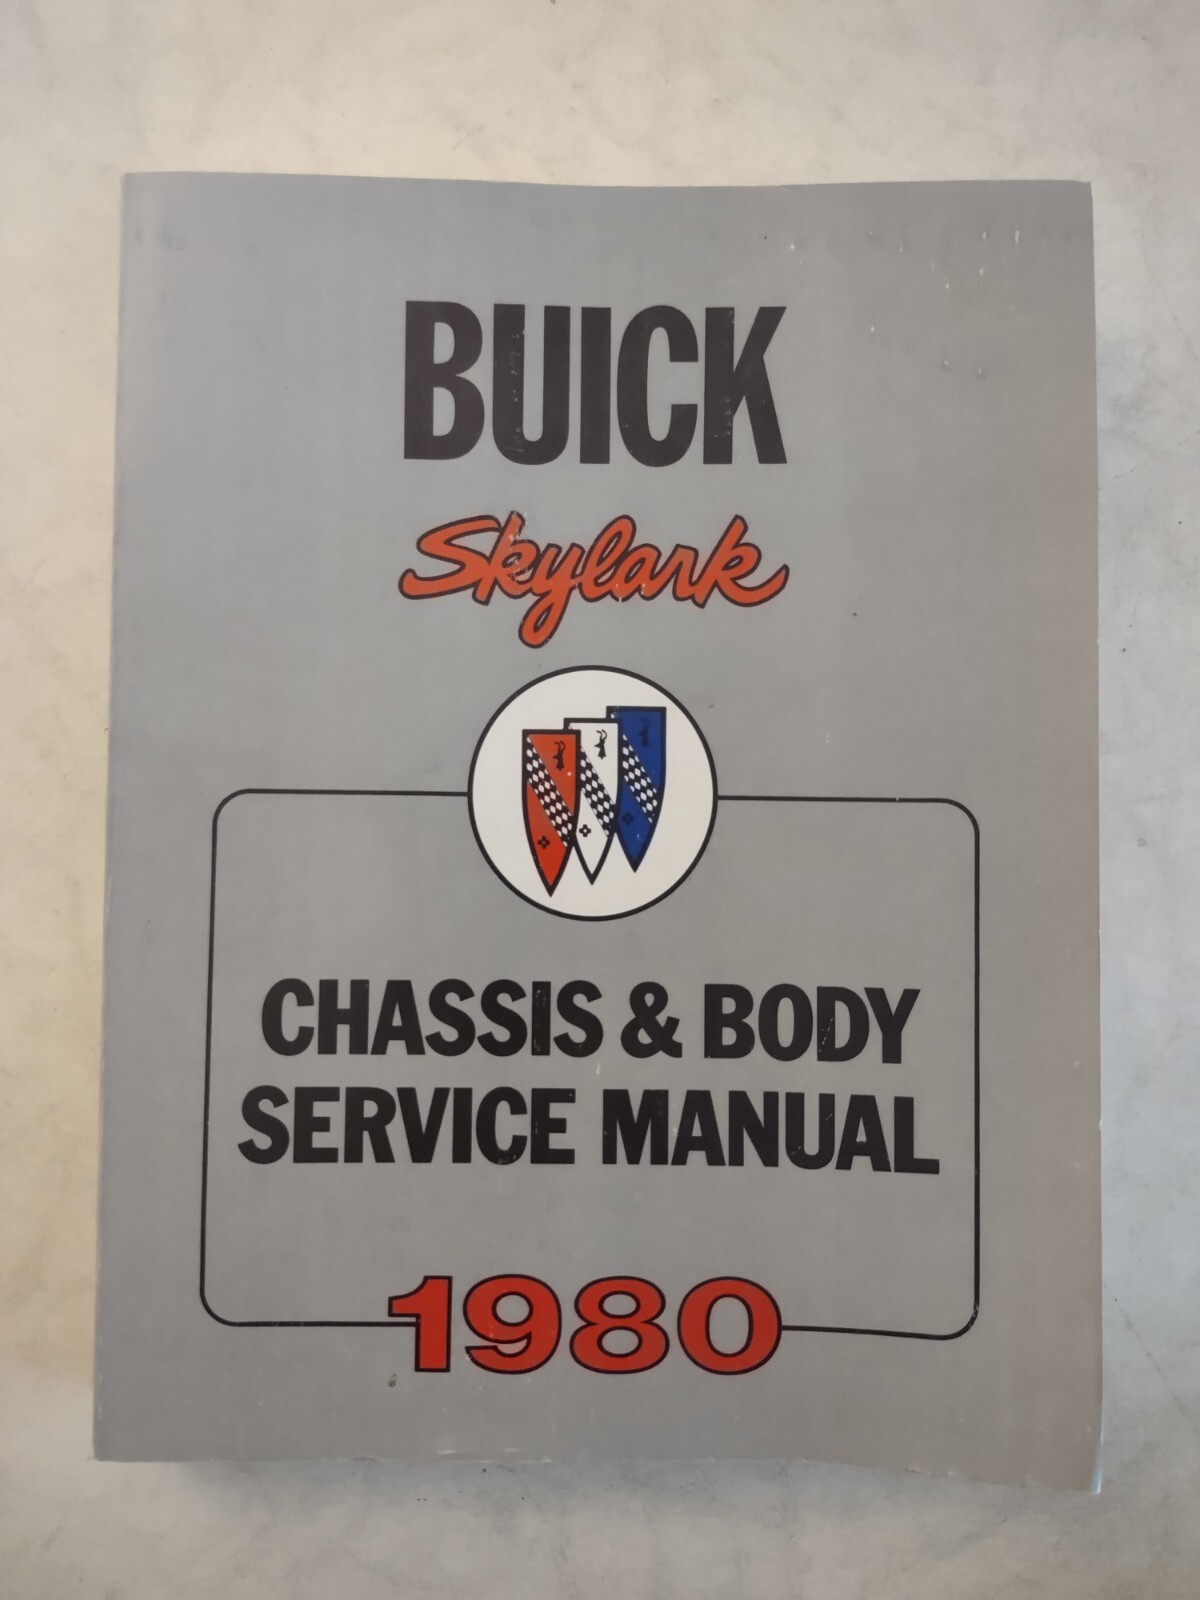 BUICK
Skylark
CHASSIS & BODY
SERVICE MANUAL
1980